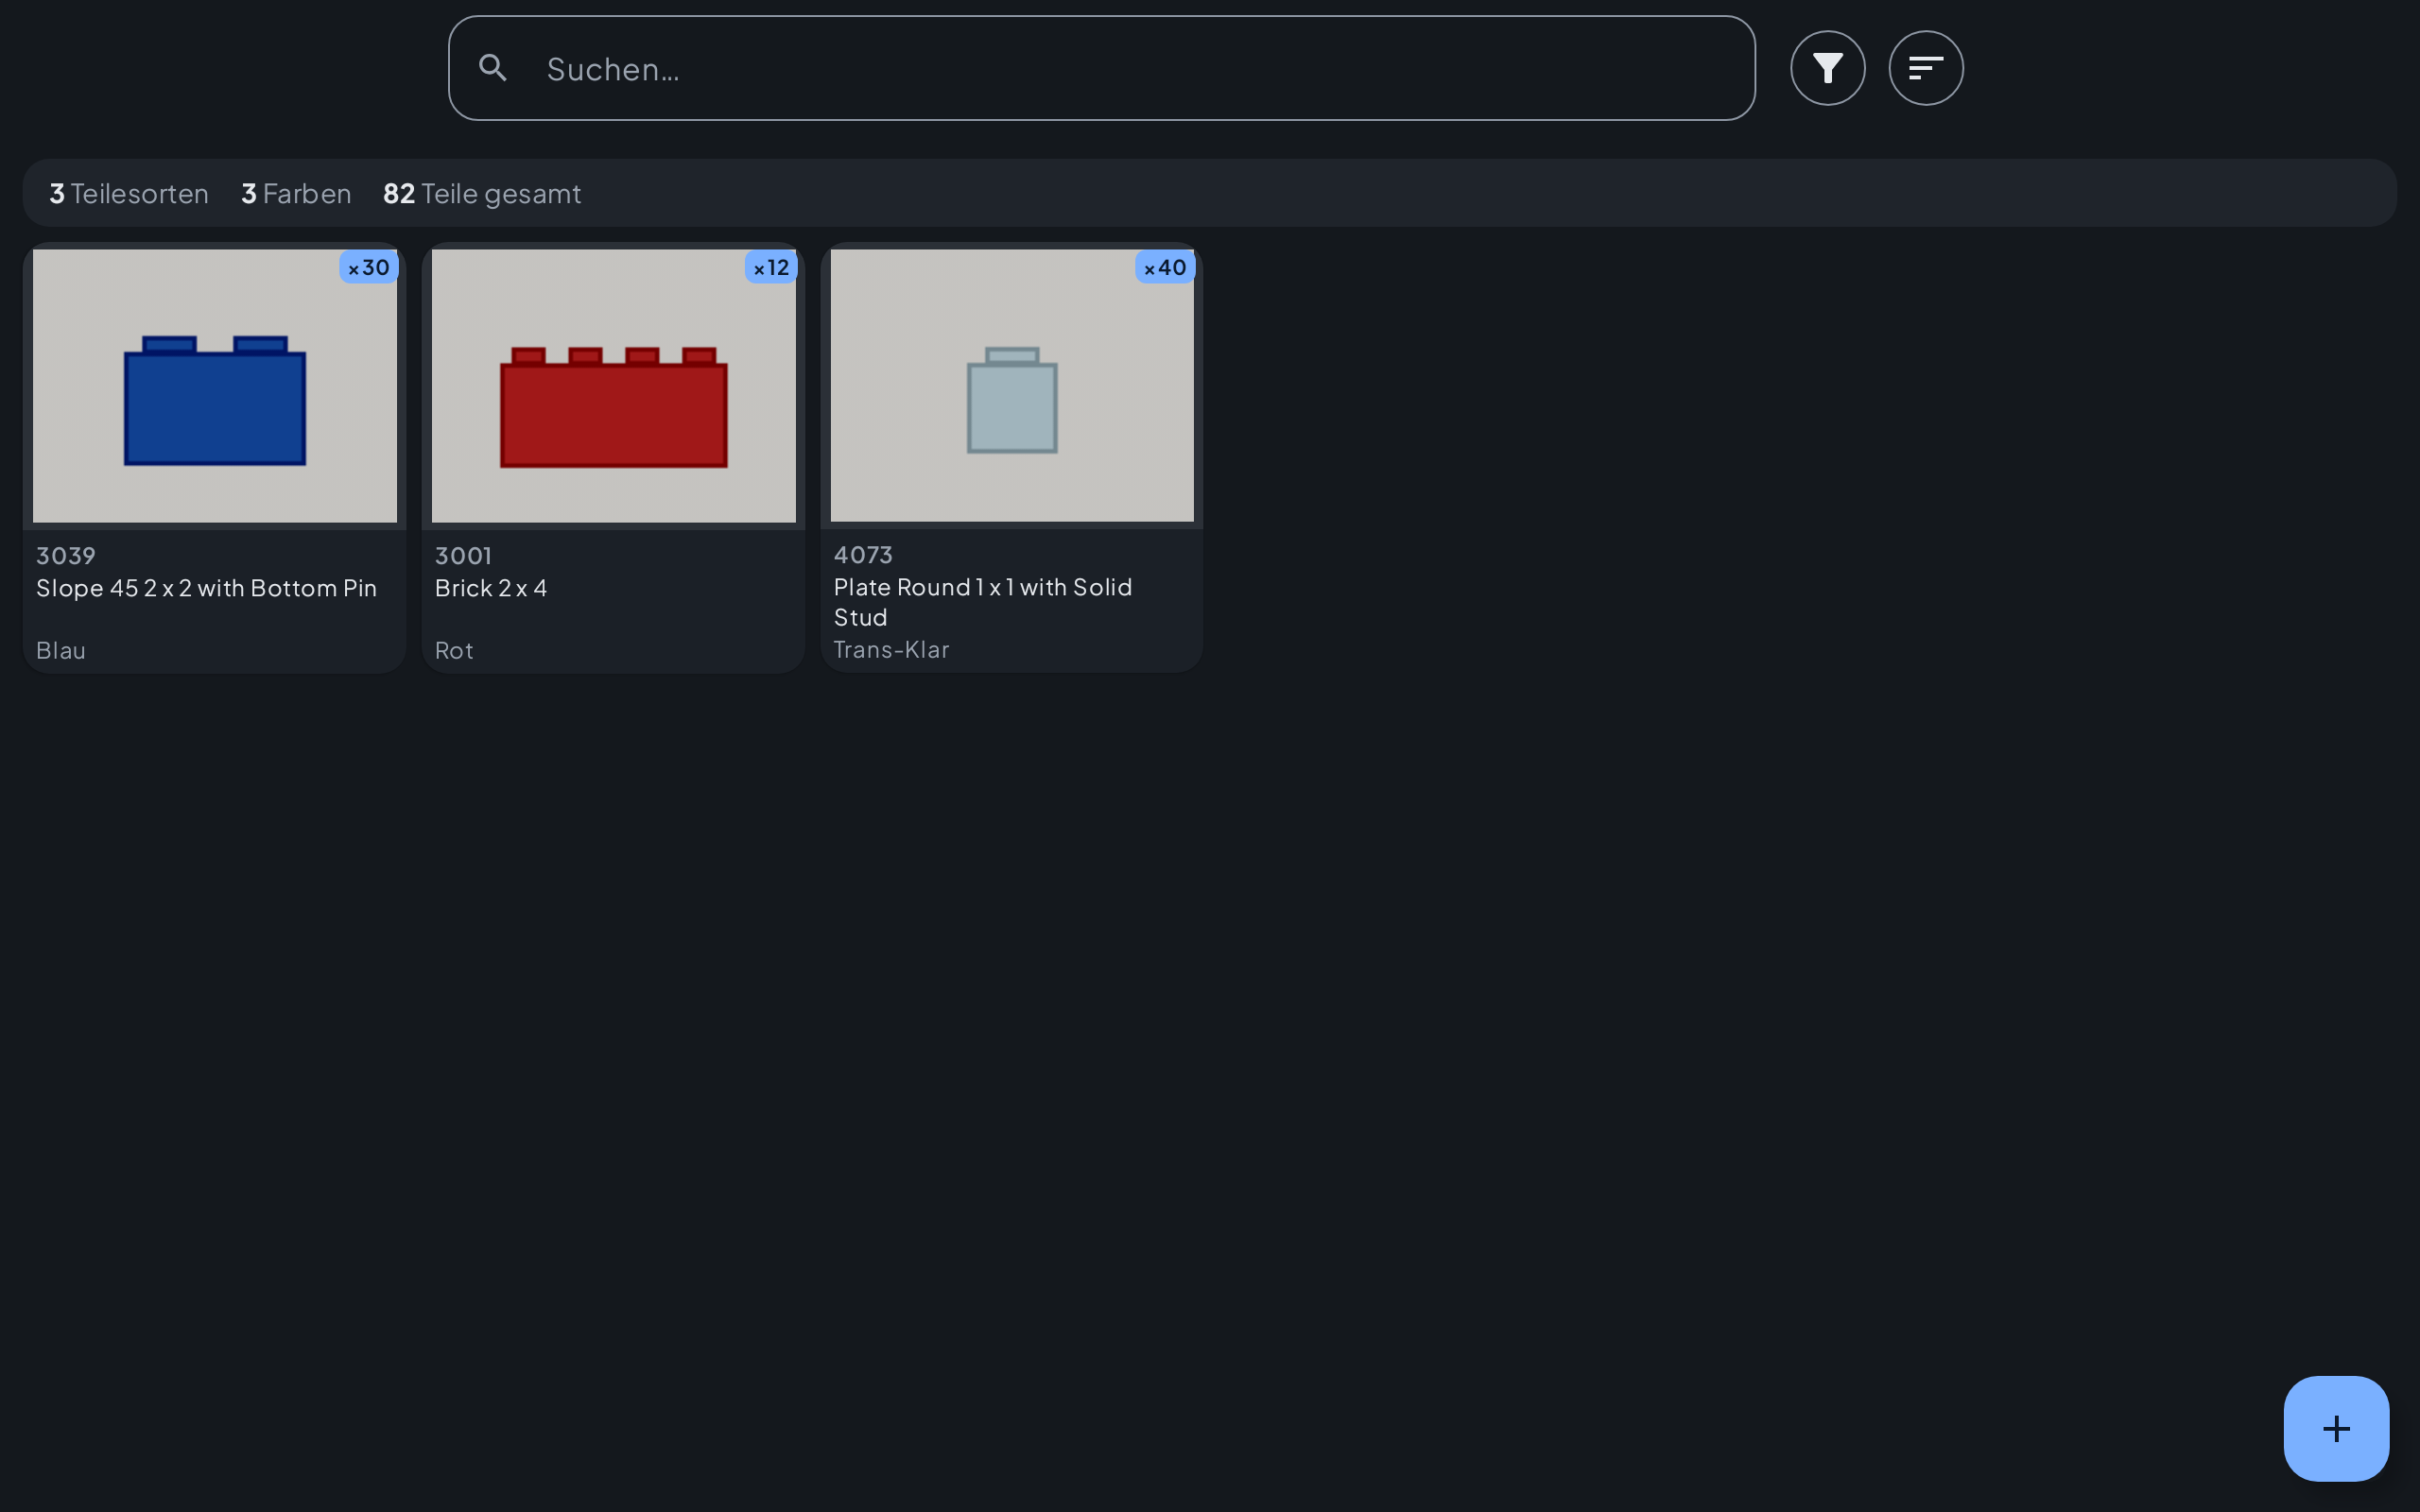 Suchen...
3 Teilesorten 3 Farben 82 Teile gesamt
×30
3039
Slope 45 2 x 2 with Bottom Pin
Blau
×12
3001
Brick 2 x 4
Rot
×40
4073
Plate Round 1 x 1 with Solid
Stud
Trans-Klar